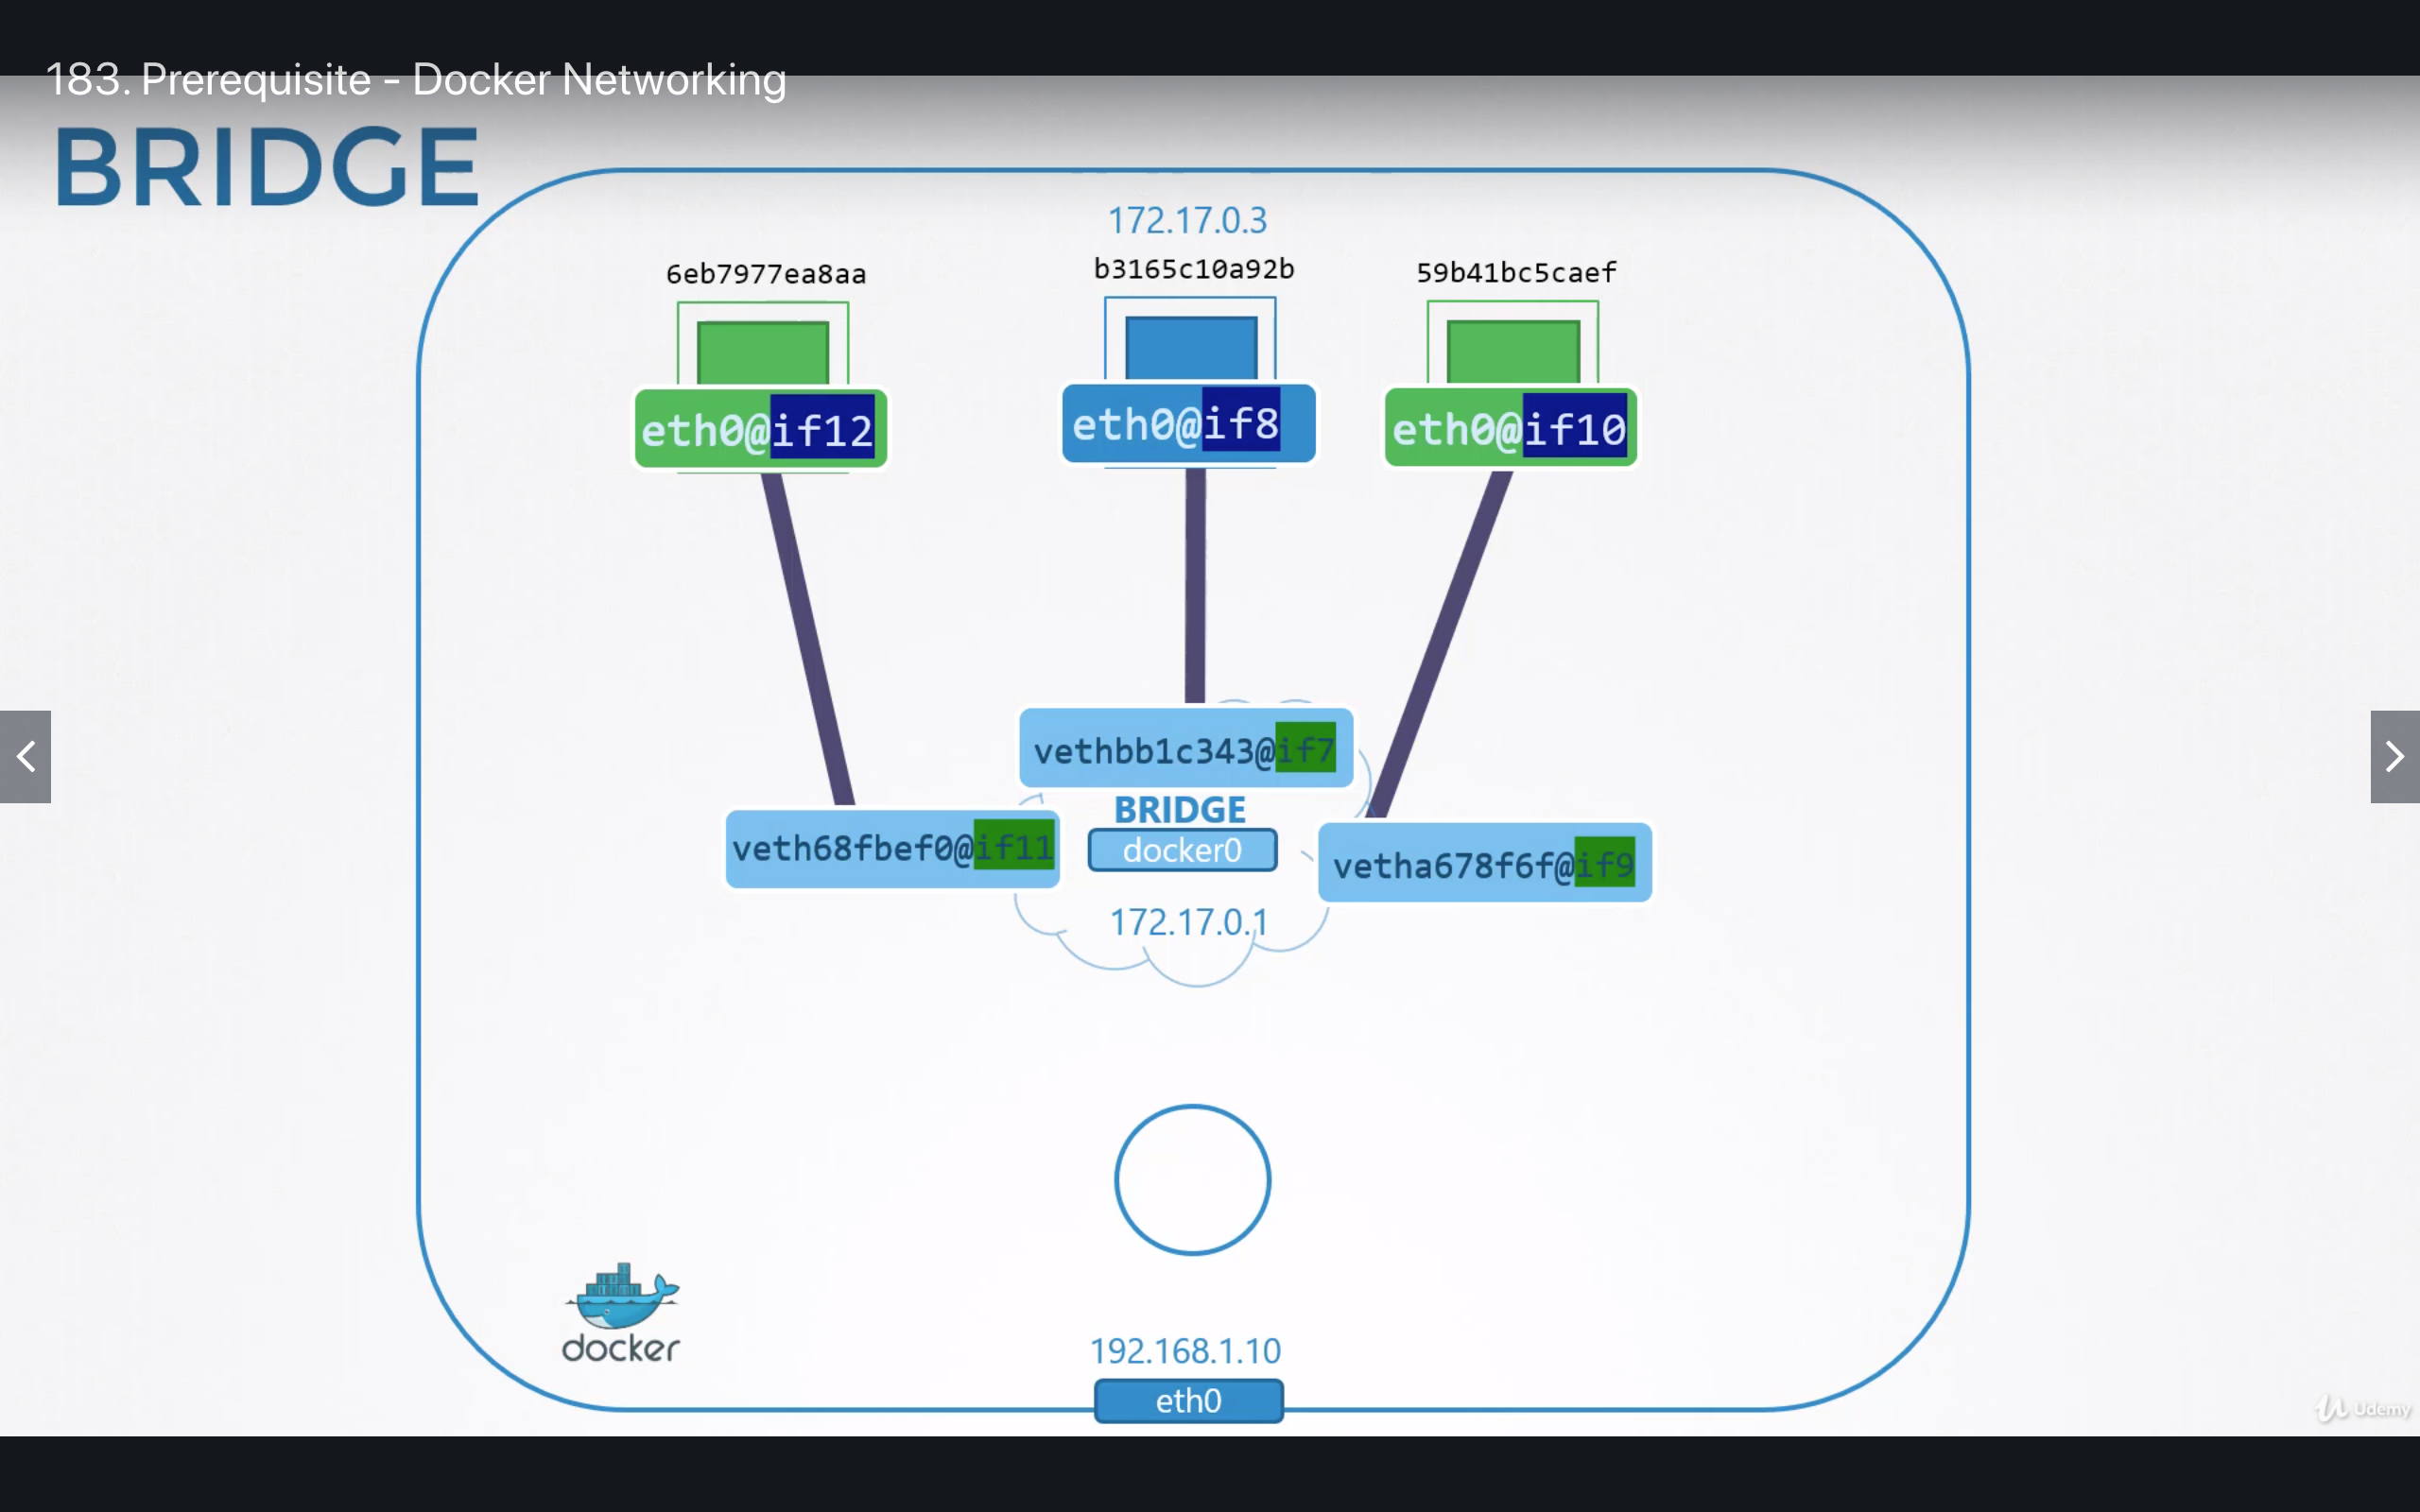 183. Prerequisite - Docker Networking
BRIDGE
172.17.0.3
6eb7977ea8aa
b3165c10a92b
59b41bc5caef
eth0@if12
eth0@if8
eth0@if10
vethbb1c343@if7
BRIDGE
veth68fbef0@if11
docker0
vetha678f6f@if9
172.17.0.1
docker
192.168.1.10
eth0
Udemy